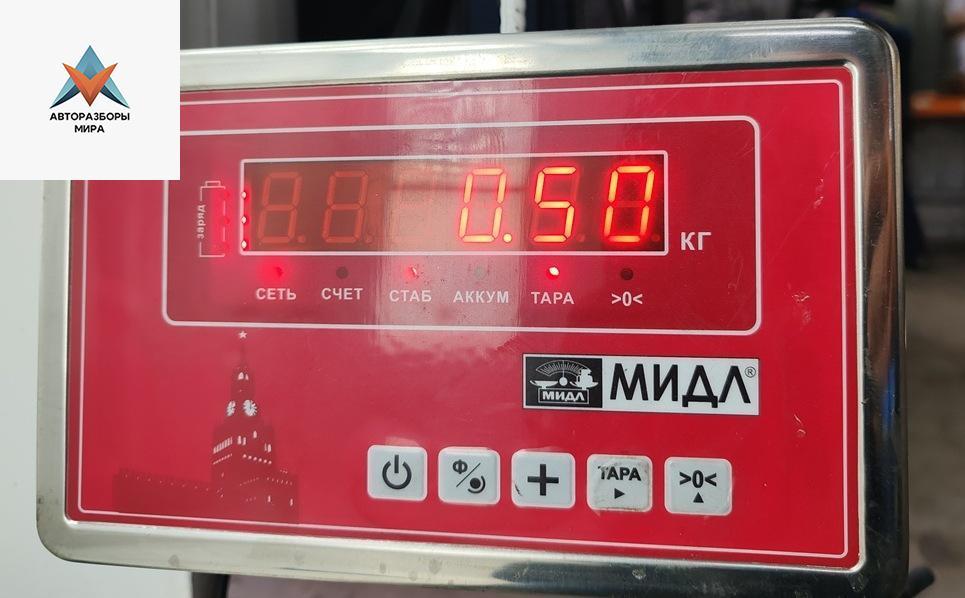 АВТОРАЗБОРЫ
МИРА
заряд
0.50
КГ
СЕТЬ СЧЕТ СТАБ АККУМ ТАРА >0<
МИДЛ
МИДЛ®
Ф/
ТАРА
>0<